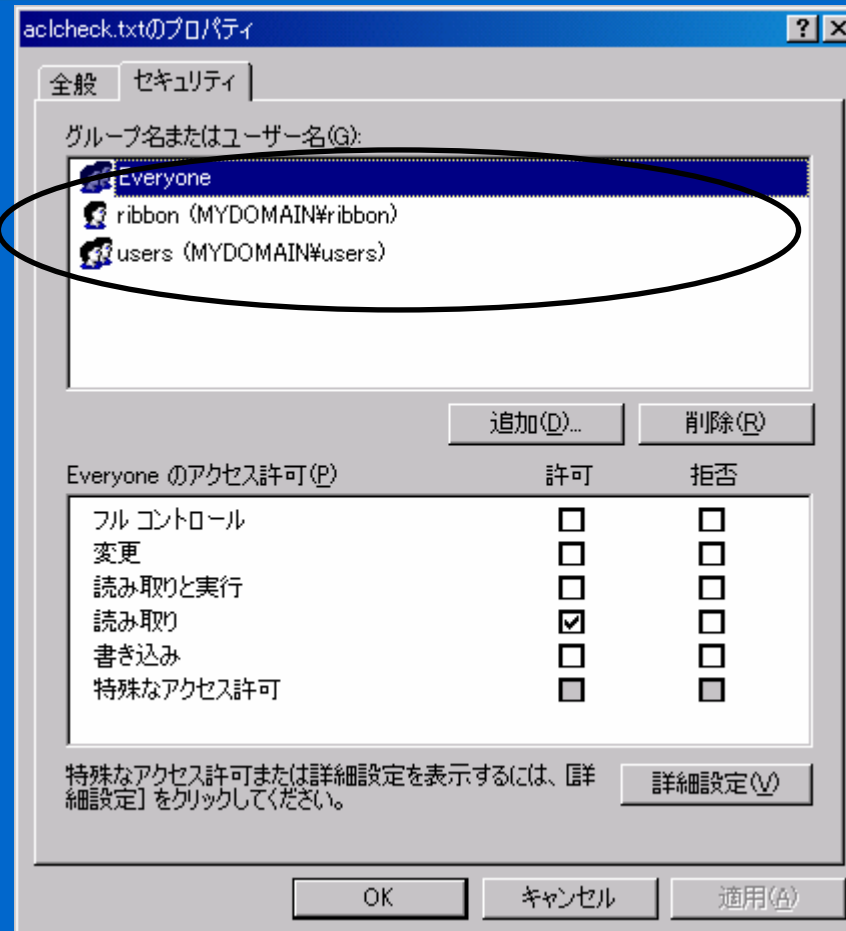 aclcheck.txtのプロパティ
全般 セキュリティ
グループ名またはユーザー名(G):
Everyone
ribbon (MYDOMAIN¥ribbon)
users (MYDOMAIN¥users)
追加(D)... 削除(R)
Everyone のアクセス許可(P) 許可 拒否
フル コントロール
変更
読み取りと実行
読み取り
書き込み
特殊なアクセス許可
特殊なアクセス許可または詳細設定を表示するには、[詳
細設定] をクリックしてください。
詳細設定(V)
OK キャンセル 適用(A)